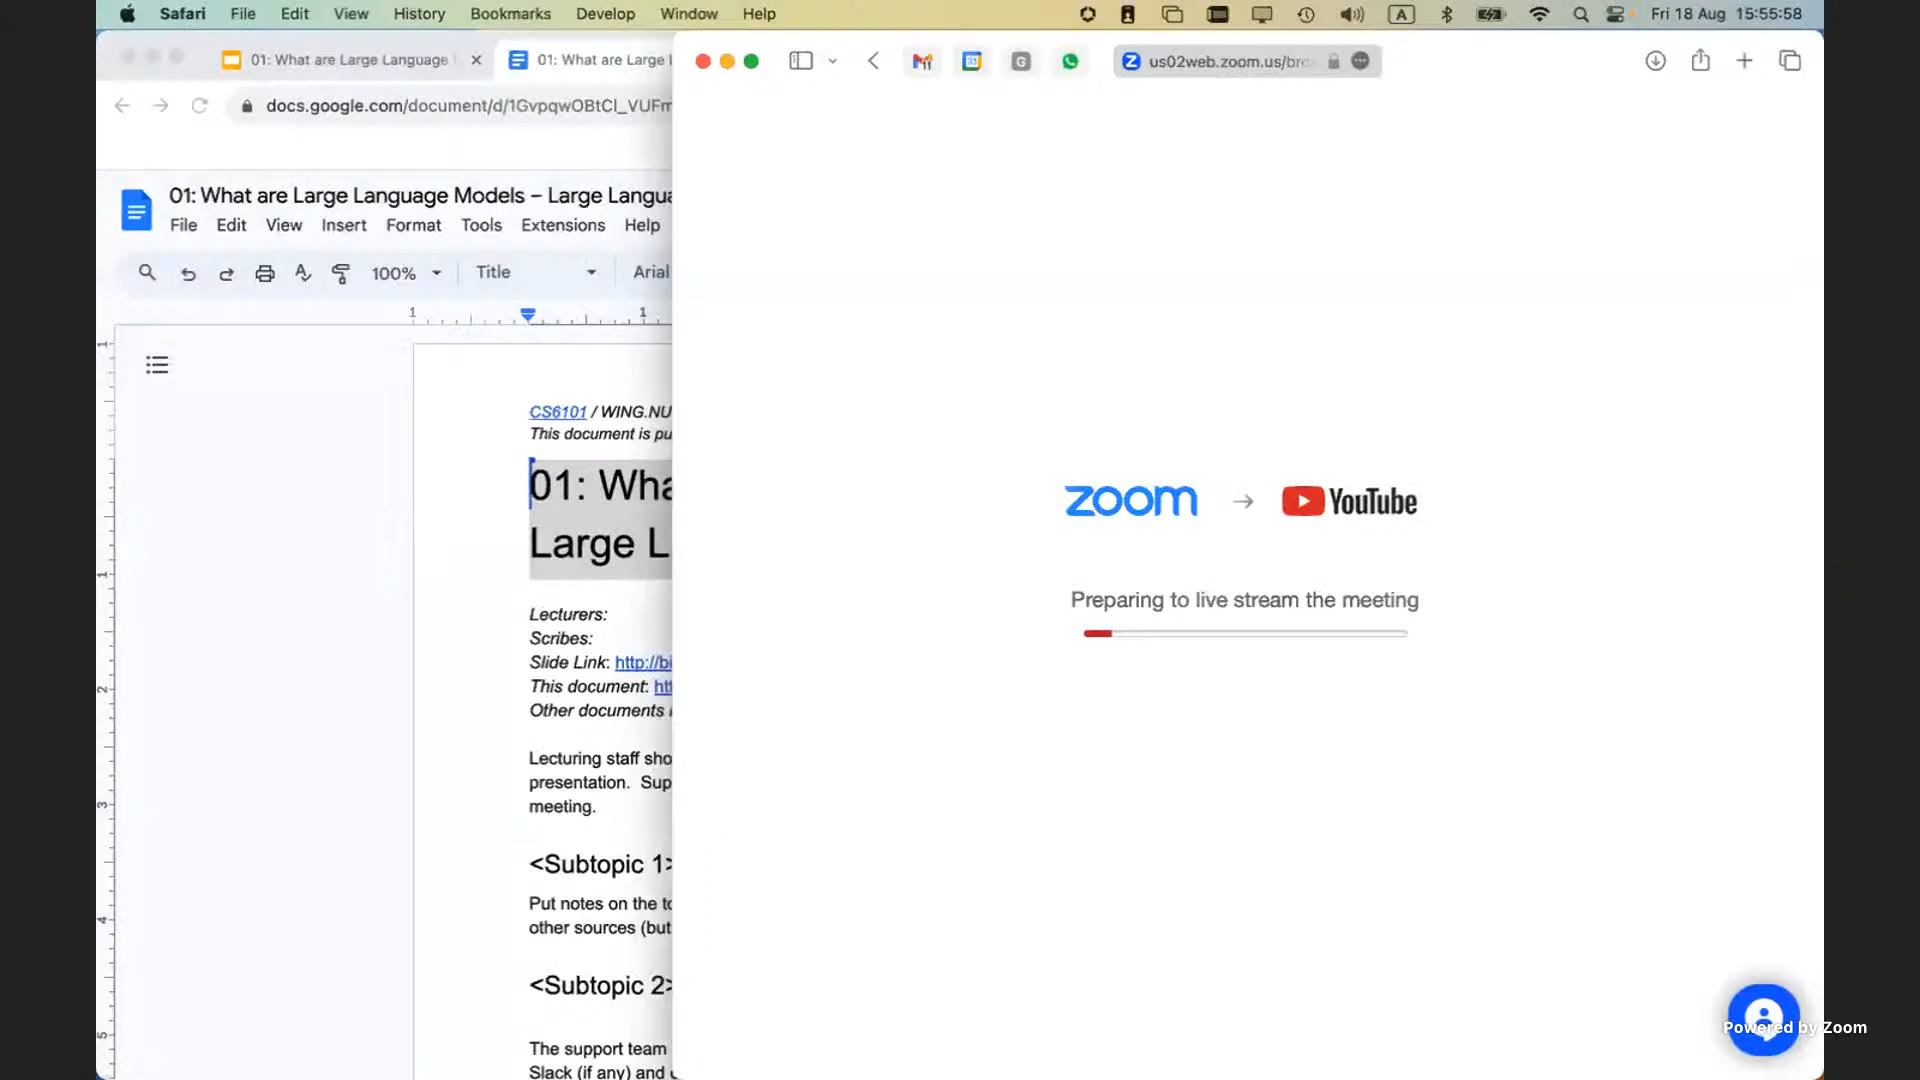 Safari File Edit View History Bookmarks Develop Window Help A Fri 18 Aug 15:55:58
01: What are Large Language 01: What are Large l
us02web.zoom.us/bro
docs.google.com/document/d/1GvpqwOBtCl_VUFm
01: What are Large Language Models – Large Langua
File Edit View Insert Format Tools Extensions Help
100% Title Arial
1 1
CS6101 / WING.NU
This document is pu
01: Wha
Large L
zoom → YouTube
Preparing to live stream the meeting
Lecturers:
Scribes:
Slide Link: http://bi
This document: htt
Other documents
Lecturing staff sho
presentation. Sup
meeting.
<Subtopic 1>
Put notes on the to
other sources (but
<Subtopic 2>
The support team
Slack (if any) and
Powered by Zoom